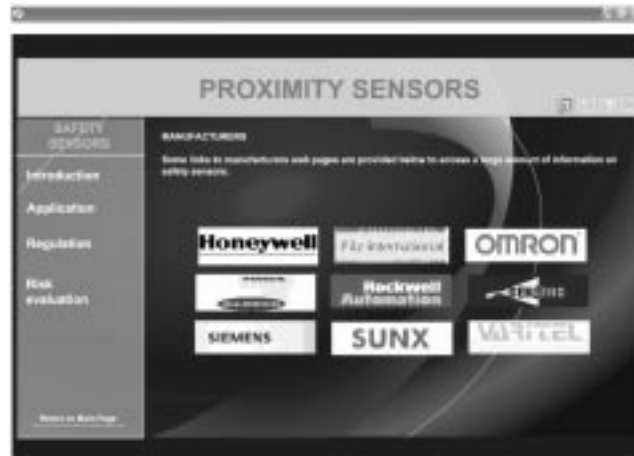 PROXIMITY SENSORS
SAFETY
SENSORS
MANUFACTURERS
Some links to manufacturers web pages are provided below to access a large amount of information on
safety sensors.
Introduction
Application
Regulation
Risk
evaluation
Honeywell
Pilz international
OMRON
Rockwell
Automation
SIEMENS
SUNX
VARITEL
Return to Main Page